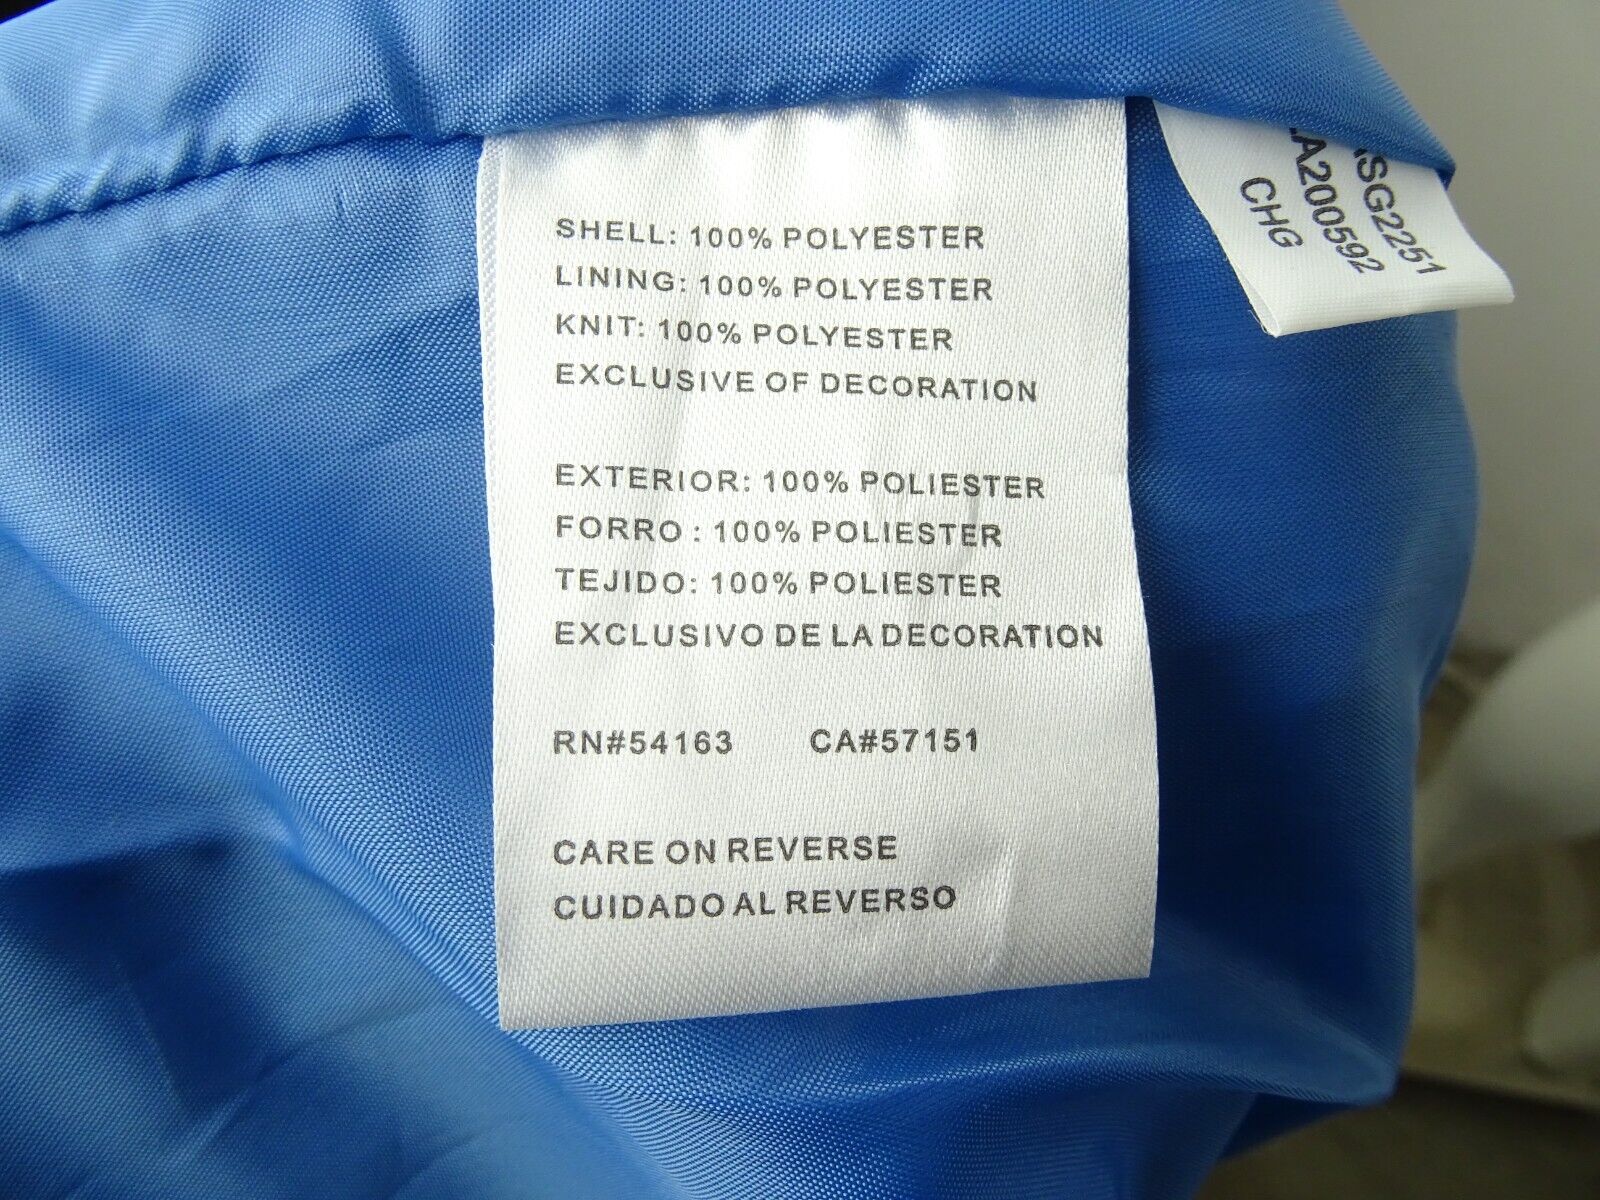 SHELL: 100% POLYESTER
LINING: 100% POLYESTER
KNIT: 100% POLYESTER
EXCLUSIVE OF DECORATION
EXTERIOR: 100% POLIESTER
FORRO : 100% POLIESTER
TEJIDO: 100% POLIESTER
EXCLUSIVO DE LA DECORATION
RN#54163 CA#57151
CARE ON REVERSE
CUIDADO AL REVERSO
CHG